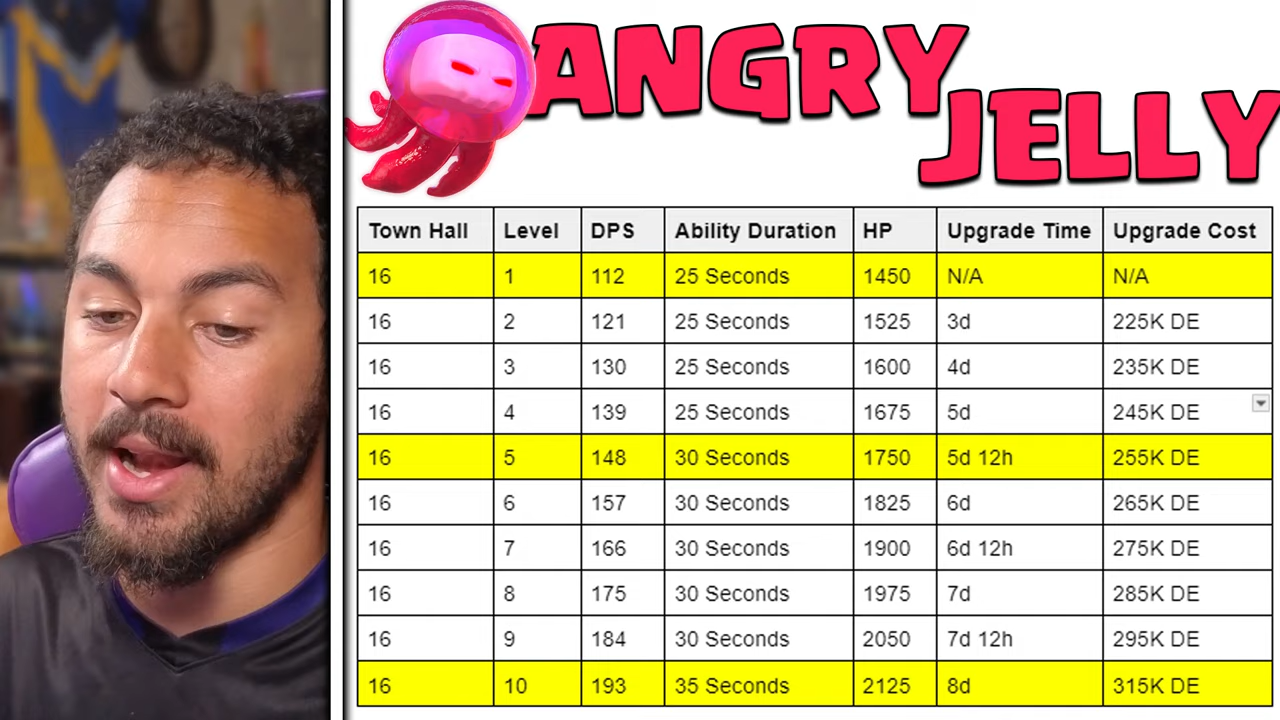 ANGRY
JELLY
Town Hall Level DPS Ability Duration HP Upgrade Time Upgrade Cost
16 1 112 25 Seconds 1450 N/A N/A
16 2 121 25 Seconds 1525 3d 225K DE
16 3 130 25 Seconds 1600 4d 235K DE
16 4 139 25 Seconds 1675 5d 245K DE
16 5 148 30 Seconds 1750 5d 12h 255K DE
16 6 157 30 Seconds 1825 6d 265K DE
16 7 166 30 Seconds 1900 6d 12h 275K DE
16 8 175 30 Seconds 1975 7d 285K DE
16 9 184 30 Seconds 2050 7d 12h 295K DE
16 10 193 35 Seconds 2125 8d 315K DE